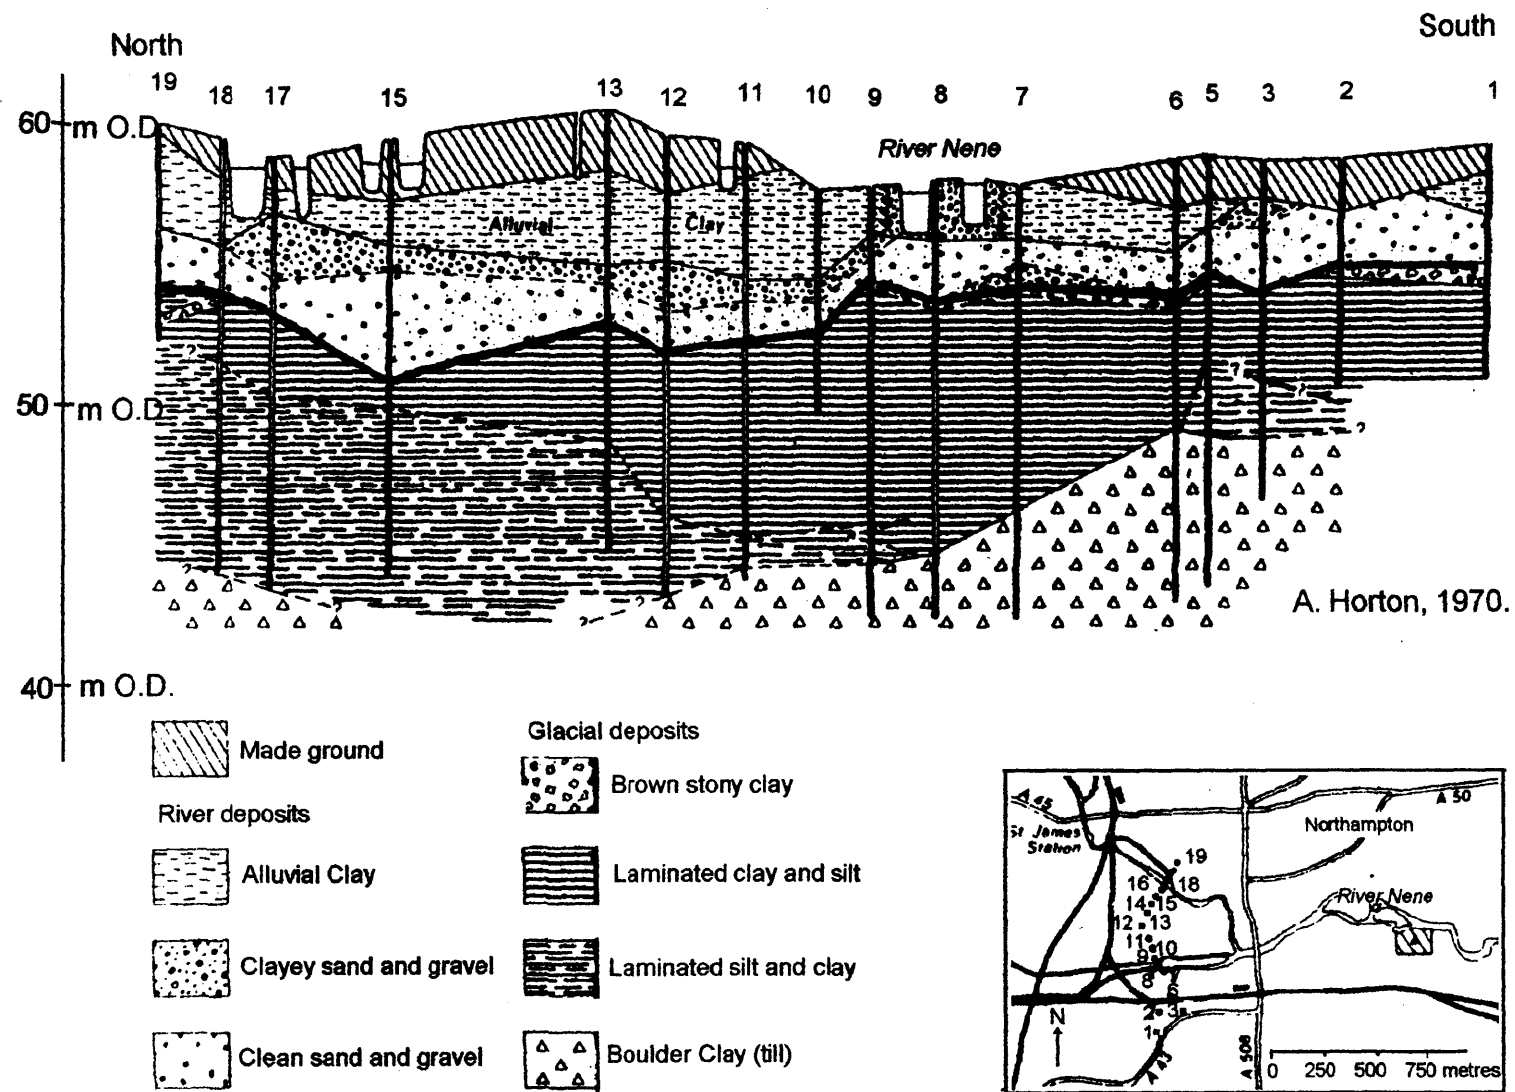 North
South
19 18 17 15 13 12 11 10 9 8 7 6 5 3 2 1
60 m O.D.
River Nene
Alluvial Clay
50 m O.D.
? ? ? ? ? ? ?
A. Horton, 1970.
40 m O.D.
Made ground
River deposits
Alluvial Clay
Clayey sand and gravel
Clean sand and gravel
Glacial deposits
Brown stony clay
Laminated clay and silt
Laminated silt and clay
Boulder Clay (till)
A 45
A 50
St James
Station
Northampton
19
16 18
14 15
12 13
11
10
9
8
6
2 3
1
River Nene
N
A 43
A 508
0 250 500 750 metres